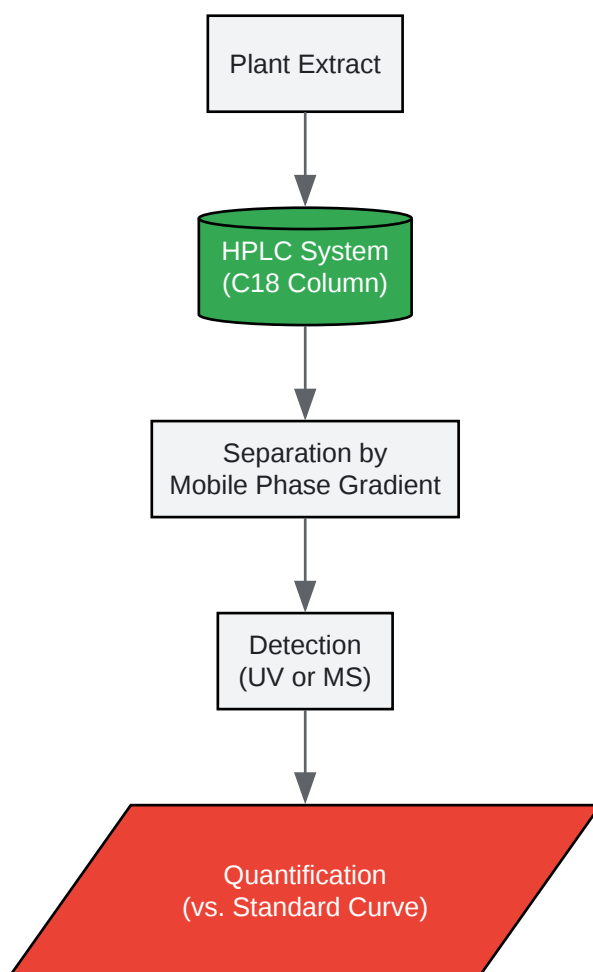 Plant Extract
HPLC System
(C18 Column)
Separation by
Mobile Phase Gradient
Detection
(UV or MS)
Quantification
(vs. Standard Curve)